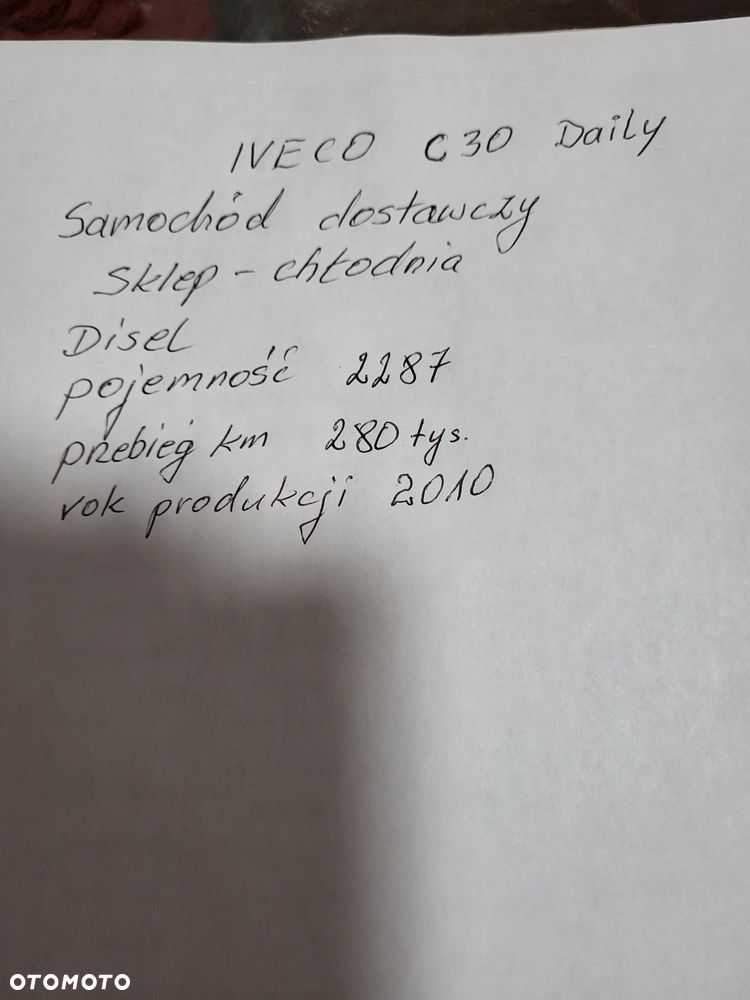 IVECO C30 Daily
Samochód dostawczy
Sklep - chłodnia
Disel
pojemność 2287
przebieg km 280 tys.
rok produkcji 2010
OTOMOTO